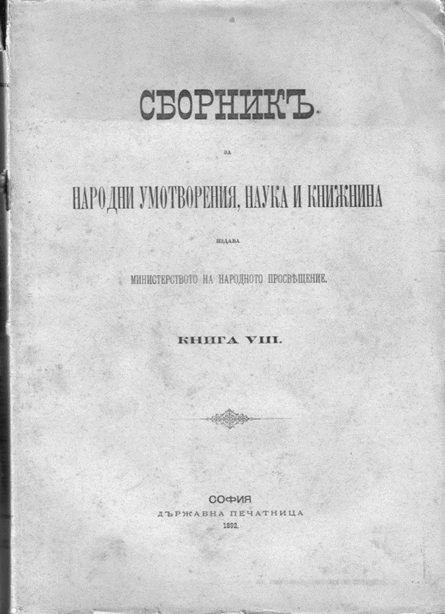 СБОРНИКЪ.
ЗА
НАРОДНИ УМОТВОРЕНИЯ, НАУКА И КНИЖНИНА
ИЗДАВА
МИНИСТЕРСТВОТО НА НАРОДНОТО ПРОСВѢЩЕНИЕ.
КНИГА VIII.
СОФИЯ
ДЪРЖАВНА ПЕЧАТНИЦА
1892.